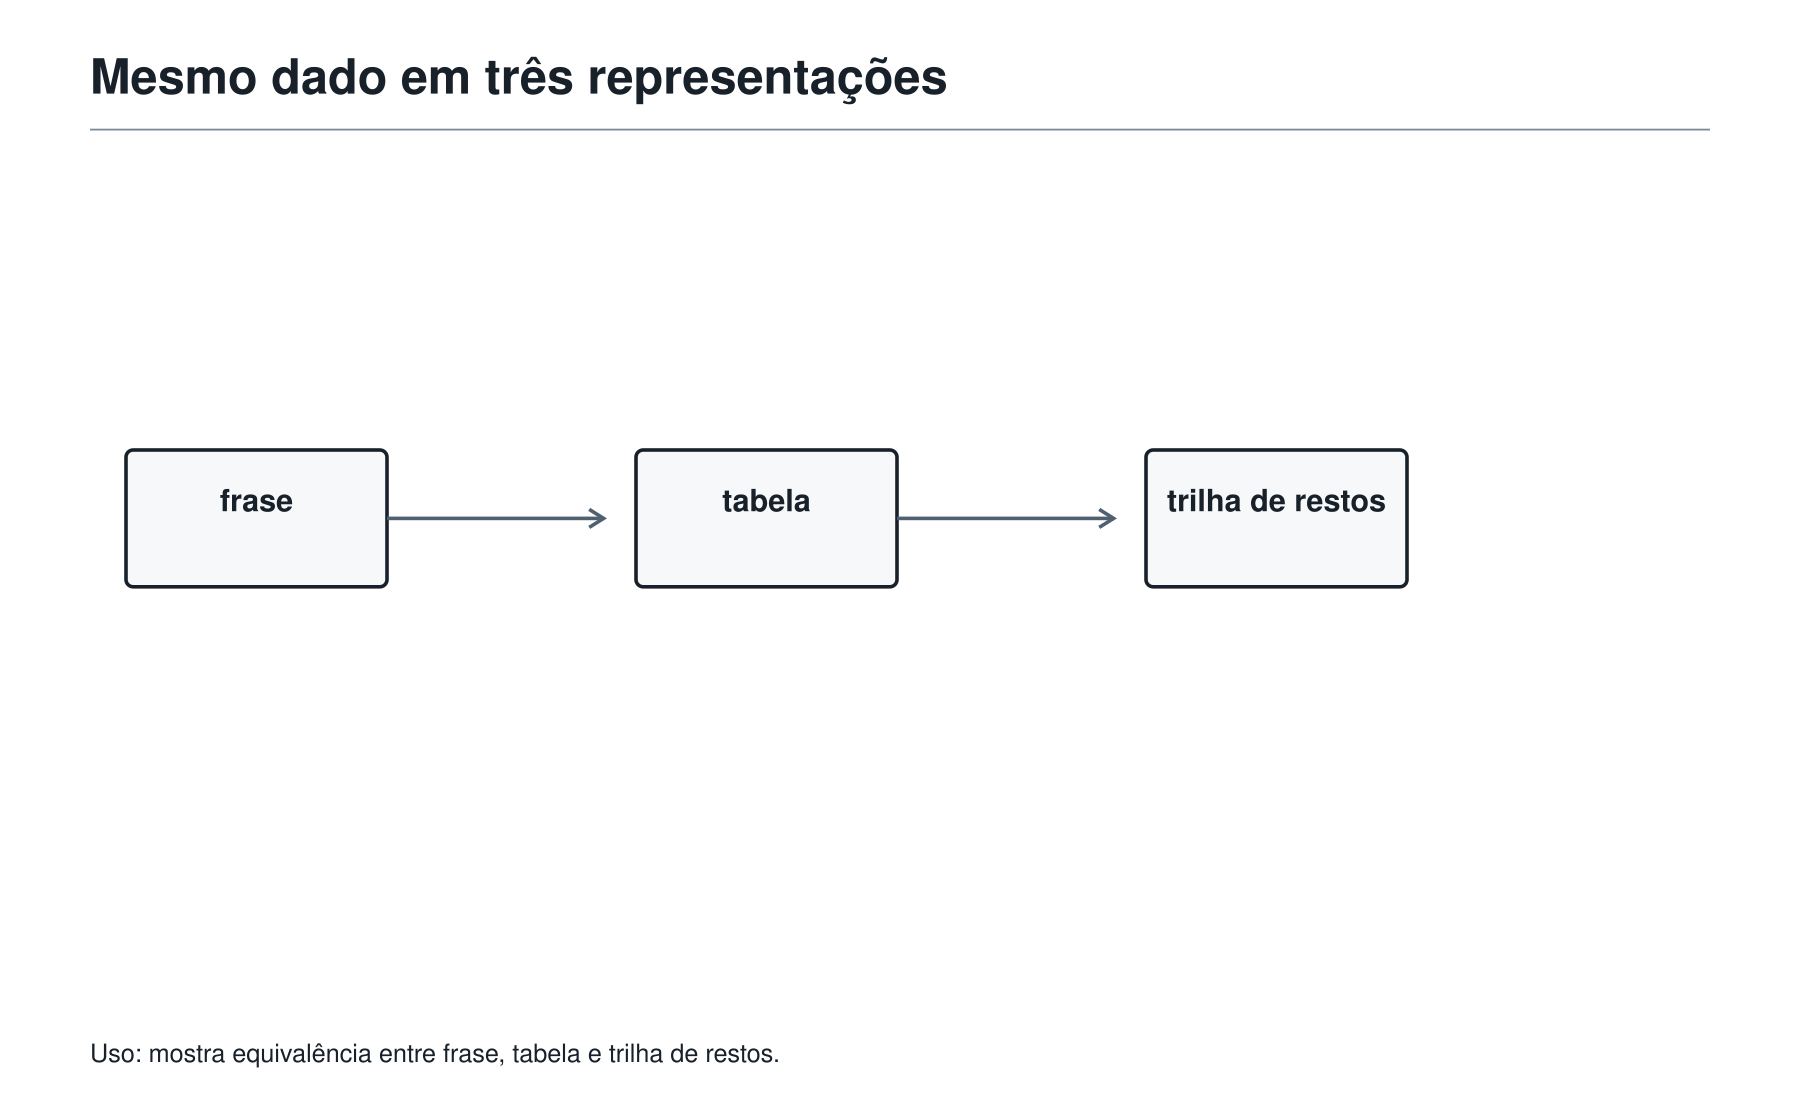 Mesmo dado em três representações
frase
tabela
trilha de restos
Uso: mostra equivalência entre frase, tabela e trilha de restos.